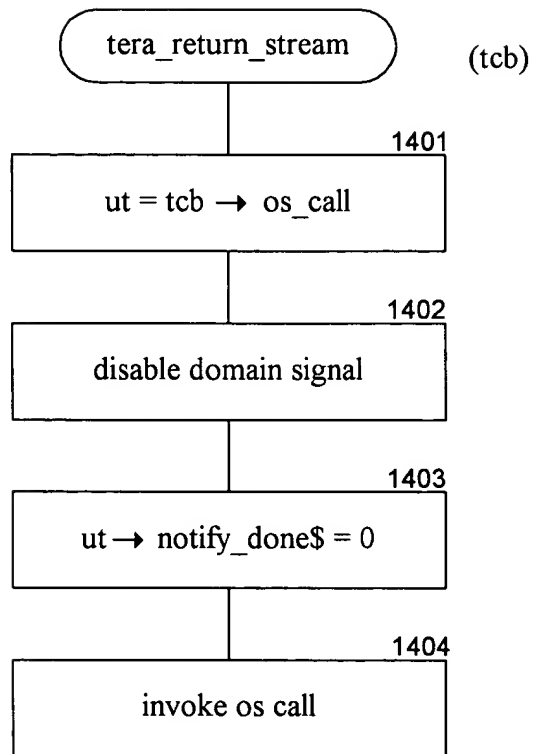 tera_return_stream
(tcb)
1401
ut = tcb → os_call
1402
disable domain signal
1403
ut → notify_done$ = 0
1404
invoke os call